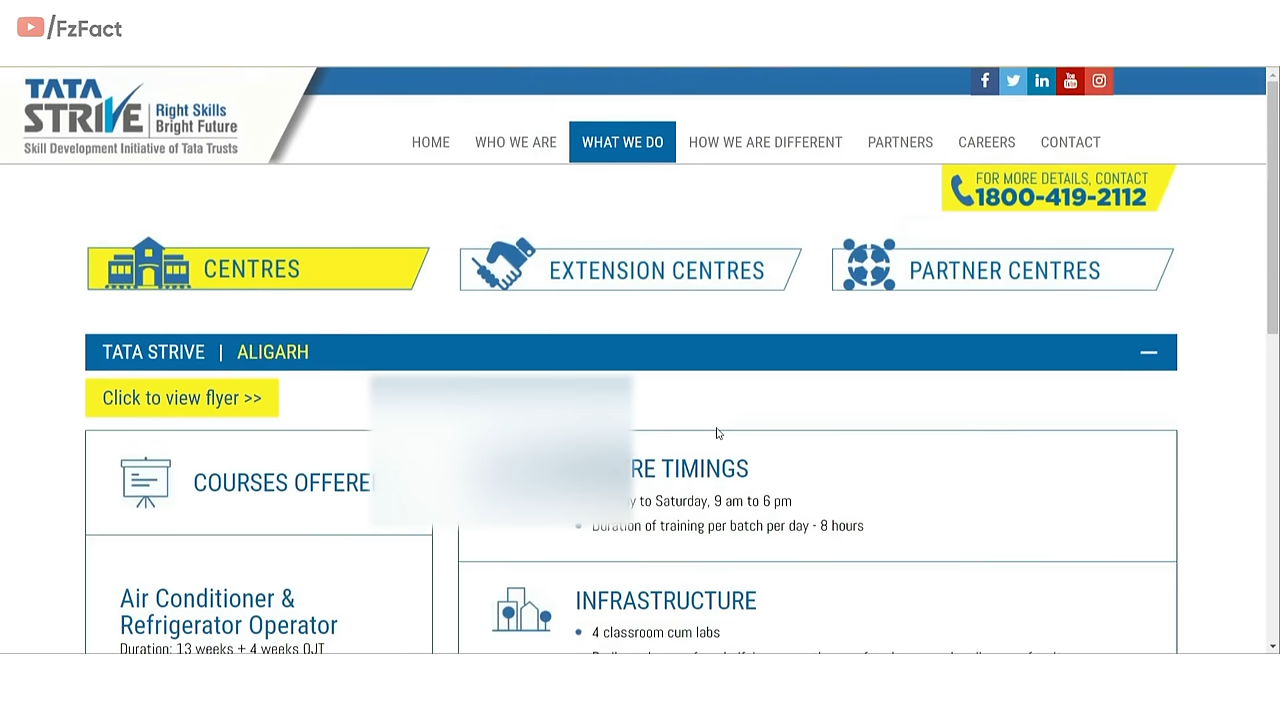 /FzFact
TATA
STRIVE
Right Skills
Bright Future
Skill Development Initiative of Tata Trusts
f in You Tube
HOME WHO WE ARE WHAT WE DO HOW WE ARE DIFFERENT PARTNERS CAREERS CONTACT
FOR MORE DETAILS, CONTACT
1800-419-2112
CENTRES EXTENSION CENTRES PARTNER CENTRES
TATA STRIVE | ALIGARH
Click to view flyer >>
COURSES OFFERE
RE TIMINGS
y to Saturday, 9 am to 6 pm
Duration of training per batch per day - 8 hours
Air Conditioner &
Refrigerator Operator
Duration: 13 weeks + 4 weeks OJT
INFRASTRUCTURE
4 classroom cum labs